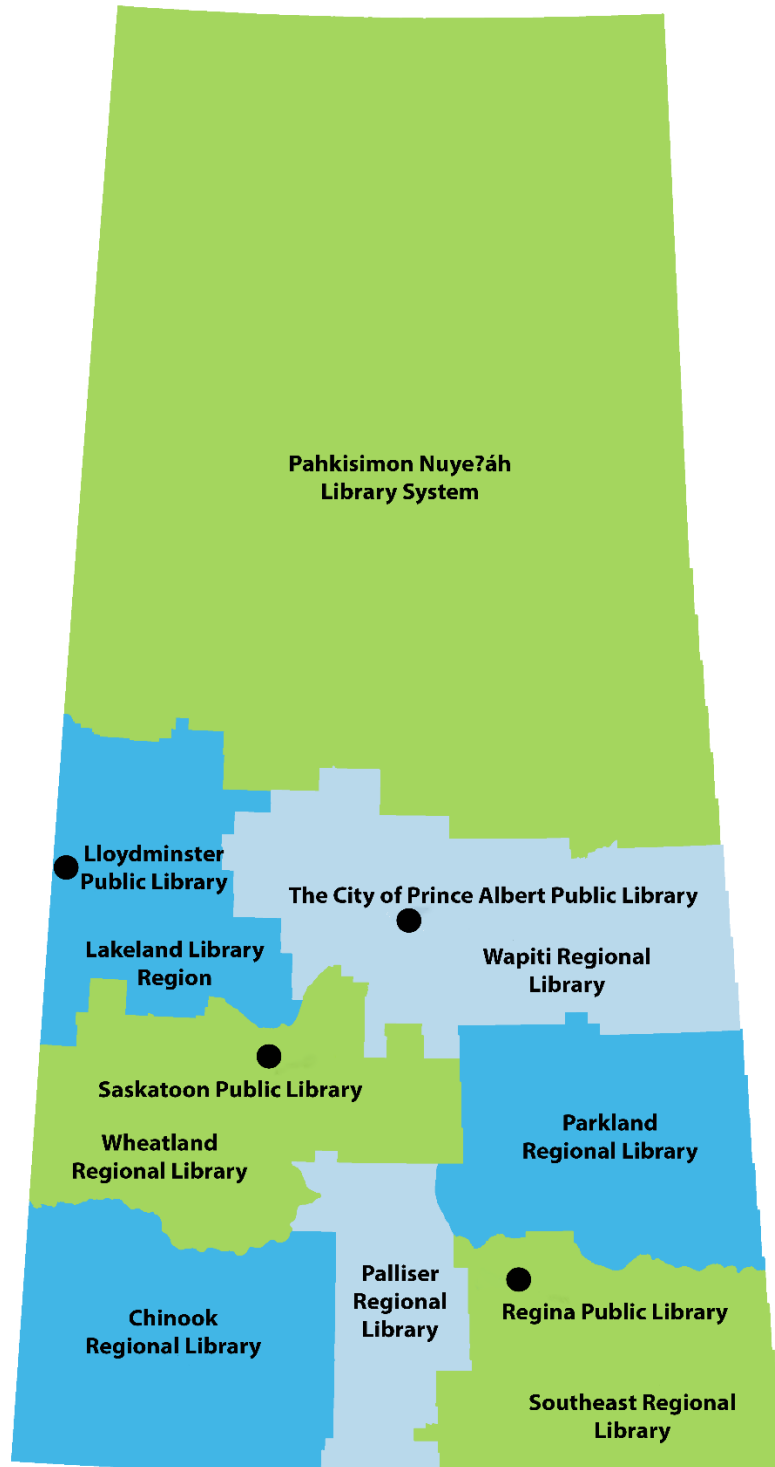 Pahkisimon Nuye?áh
Library System
Lloydminster
Public Library
The City of Prince Albert Public Library
Lakeland Library
Region
Wapiti Regional
Library
Saskatoon Public Library
Parkland
Regional Library
Wheatland
Regional Library
Palliser
Regional
Library
Chinook
Regional Library
Regina Public Library
Southeast Regional
Library